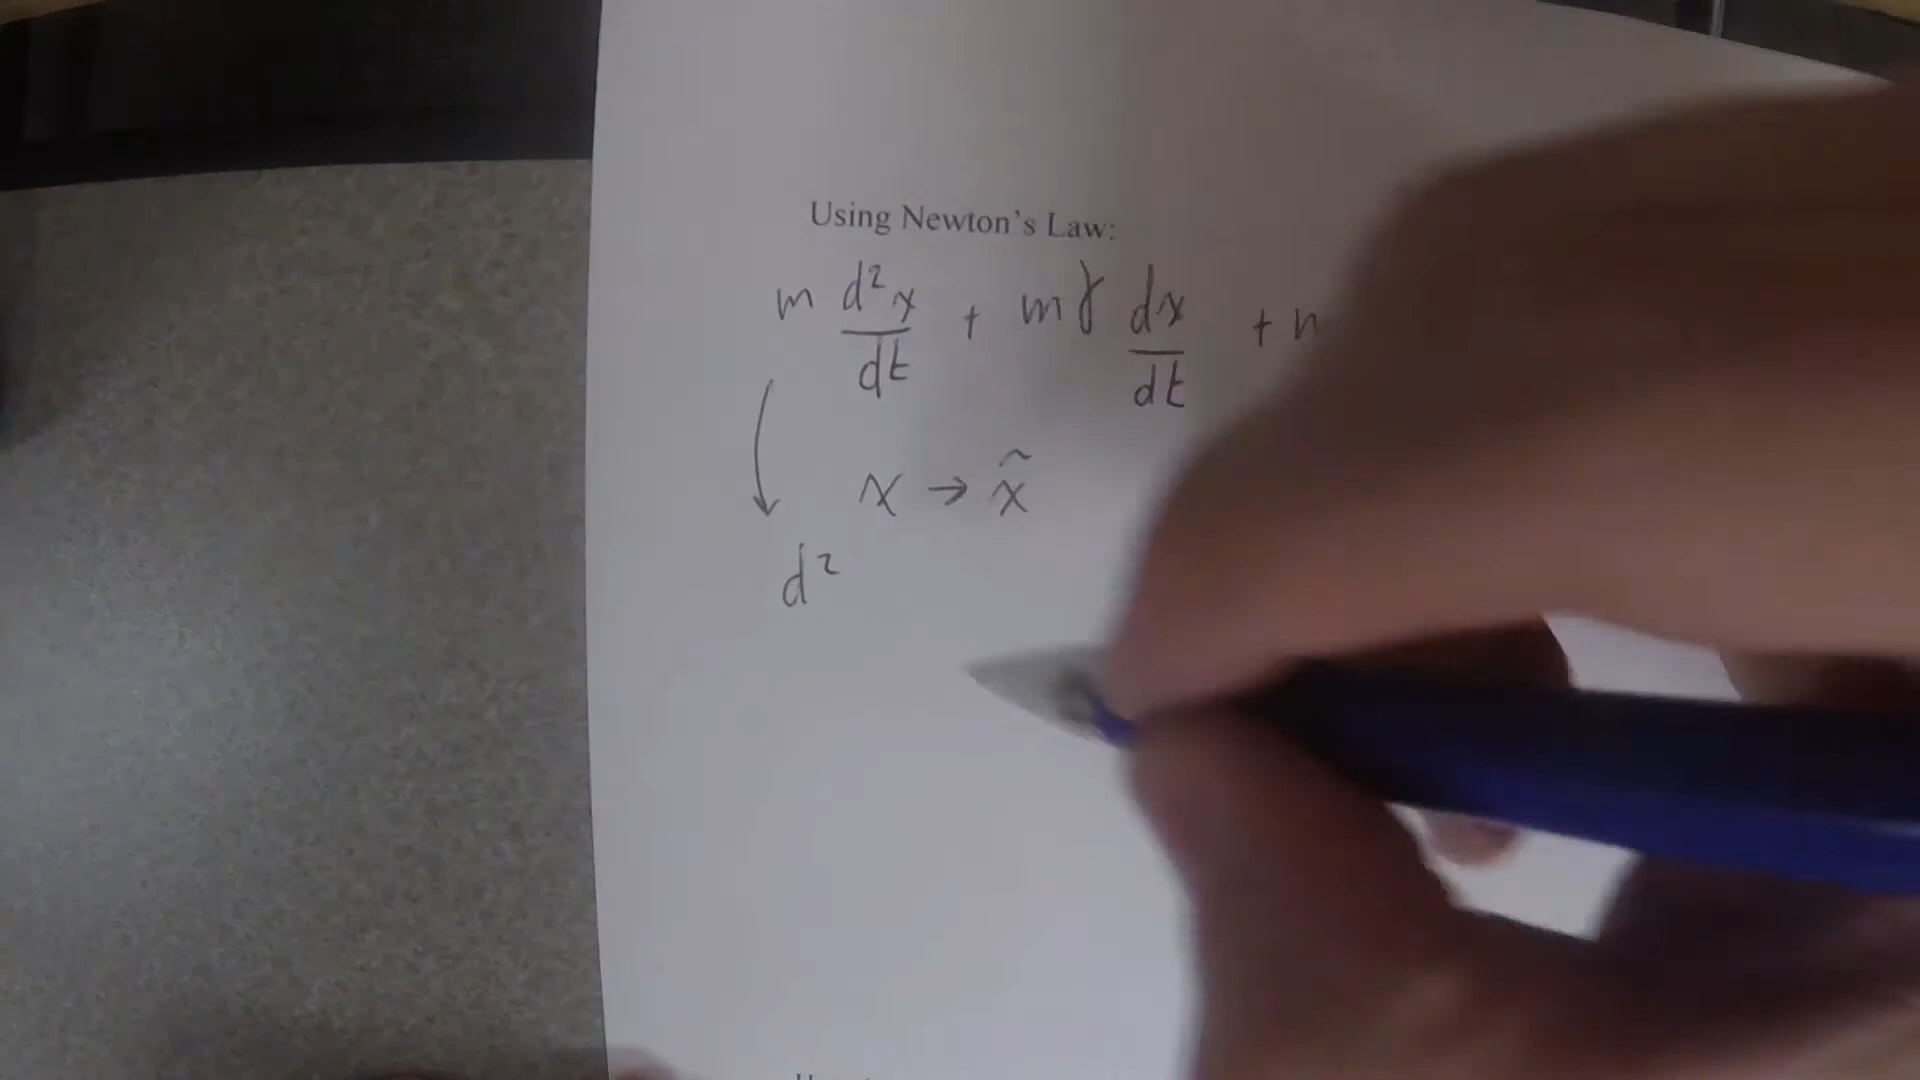 Using Newton's Law:
m d²x/dt + mγ dx/dt +
x → x̃
d²